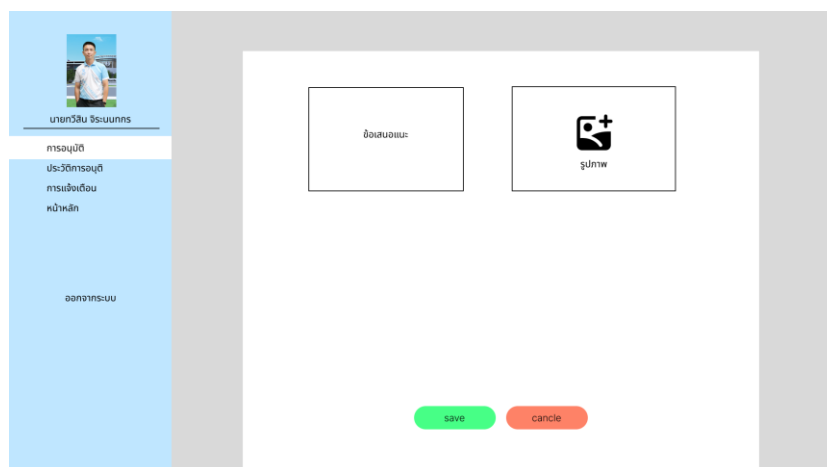 นายทวีสิน จิระนนทกร
การอนุมัติ
ประวัติการอนุติ
การแจ้งเตือน
หน้าหลัก
ออกจากระบบ
ข้อเสนอแนะ
รูปภาพ
save
cancle